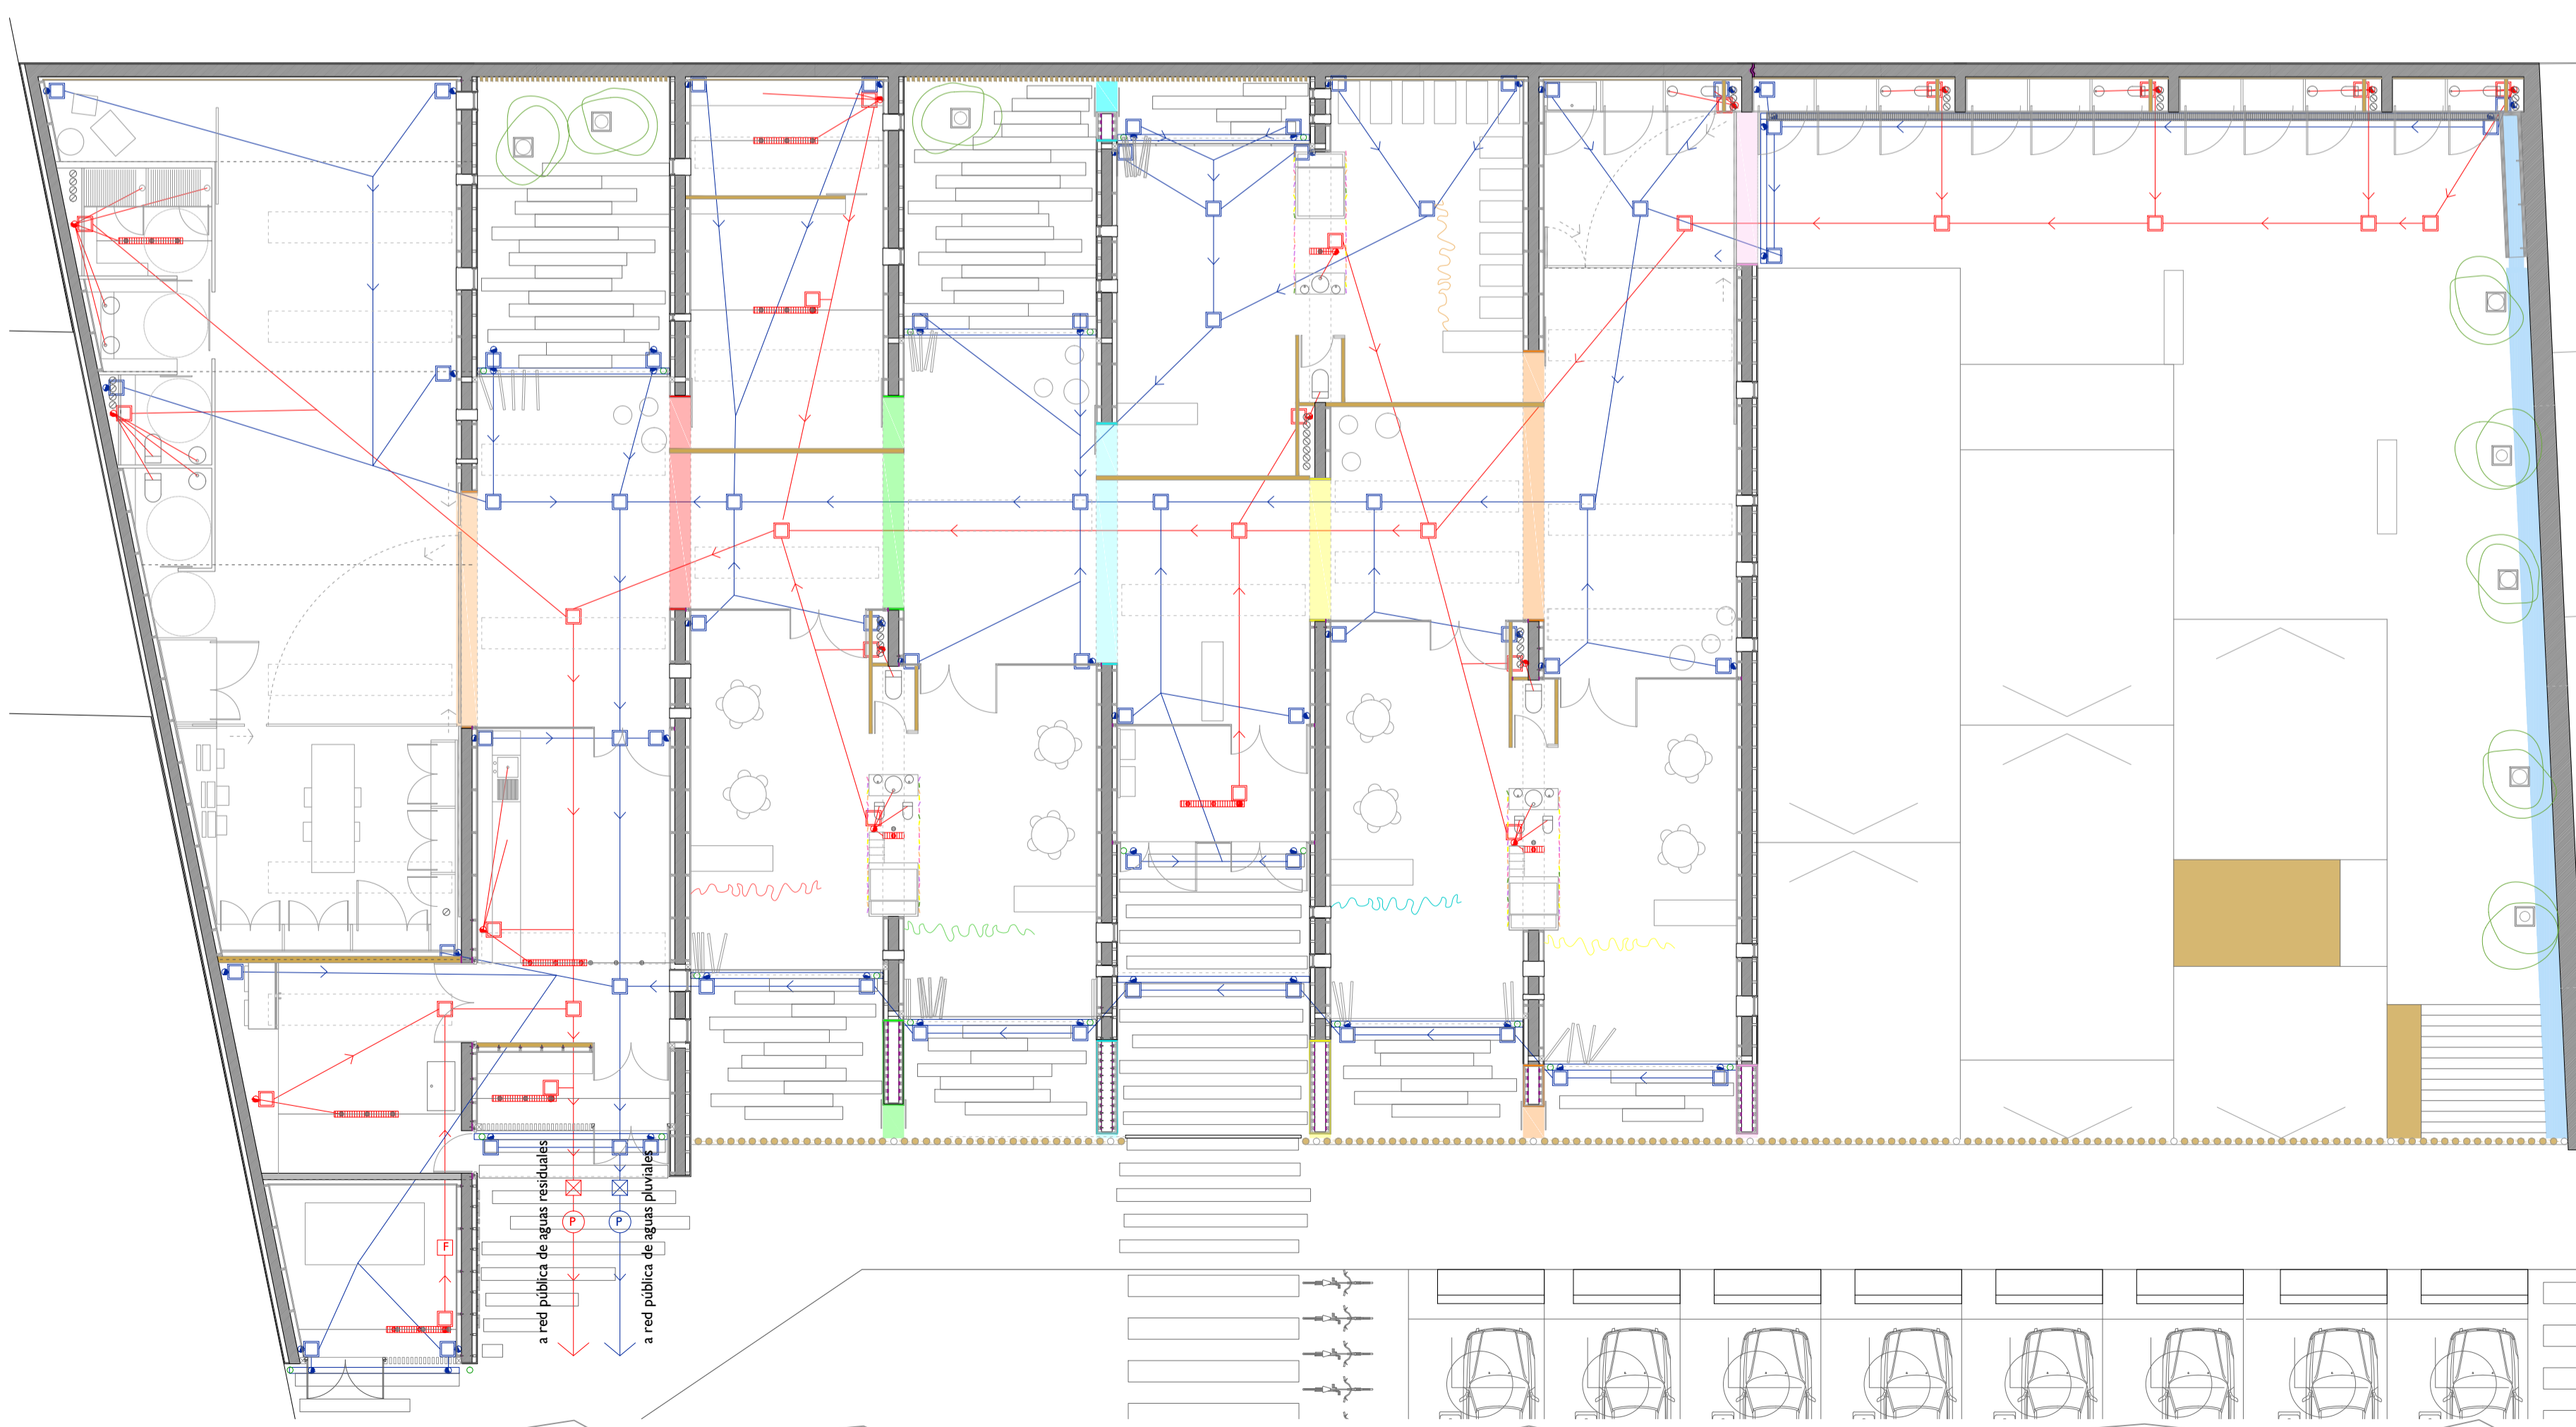 F
P
P
a red pública de aguas residuales
a red pública de aguas pluviales